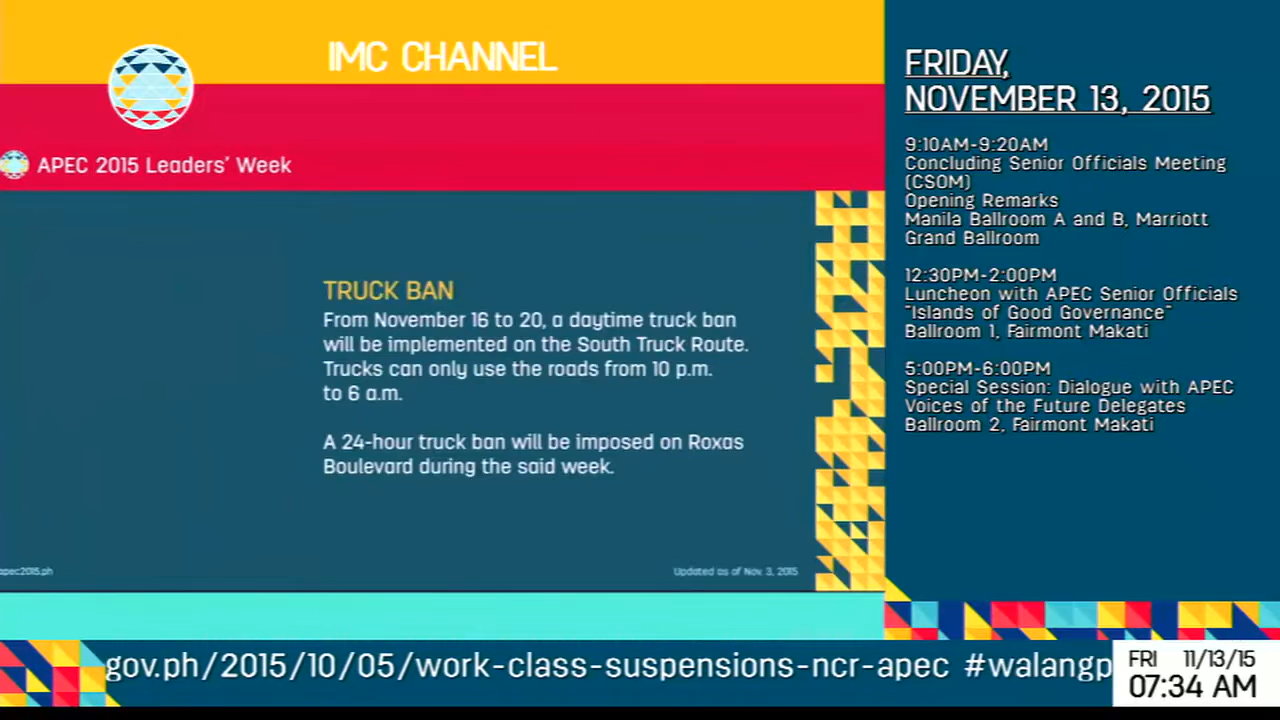 IMC CHANNEL
APEC 2015 Leaders' Week
TRUCK BAN
From November 16 to 20, a daytime truck ban
will be implemented on the South Truck Route.
Trucks can only use the roads from 10 p.m.
to 6 a.m.
A 24-hour truck ban will be imposed on Roxas
Boulevard during the said week.
apec2015.ph
Updated as of Nov. 3, 2015
FRIDAY,
NOVEMBER 13, 2015
9:10AM-9:20AM
Concluding Senior Officials Meeting
(CSOM)
Opening Remarks
Manila Ballroom A and B, Marriott
Grand Ballroom
12:30PM-2:00PM
Luncheon with APEC Senior Officials
"Islands of Good Governance"
Ballroom 1, Fairmont Makati
5:00PM-6:00PM
Special Session: Dialogue with APEC
Voices of the Future Delegates
Ballroom 2, Fairmont Makati
gov.ph/2015/10/05/work-class-suspensions-ncr-apec #walangp
FRI 11/13/15
07:34 AM